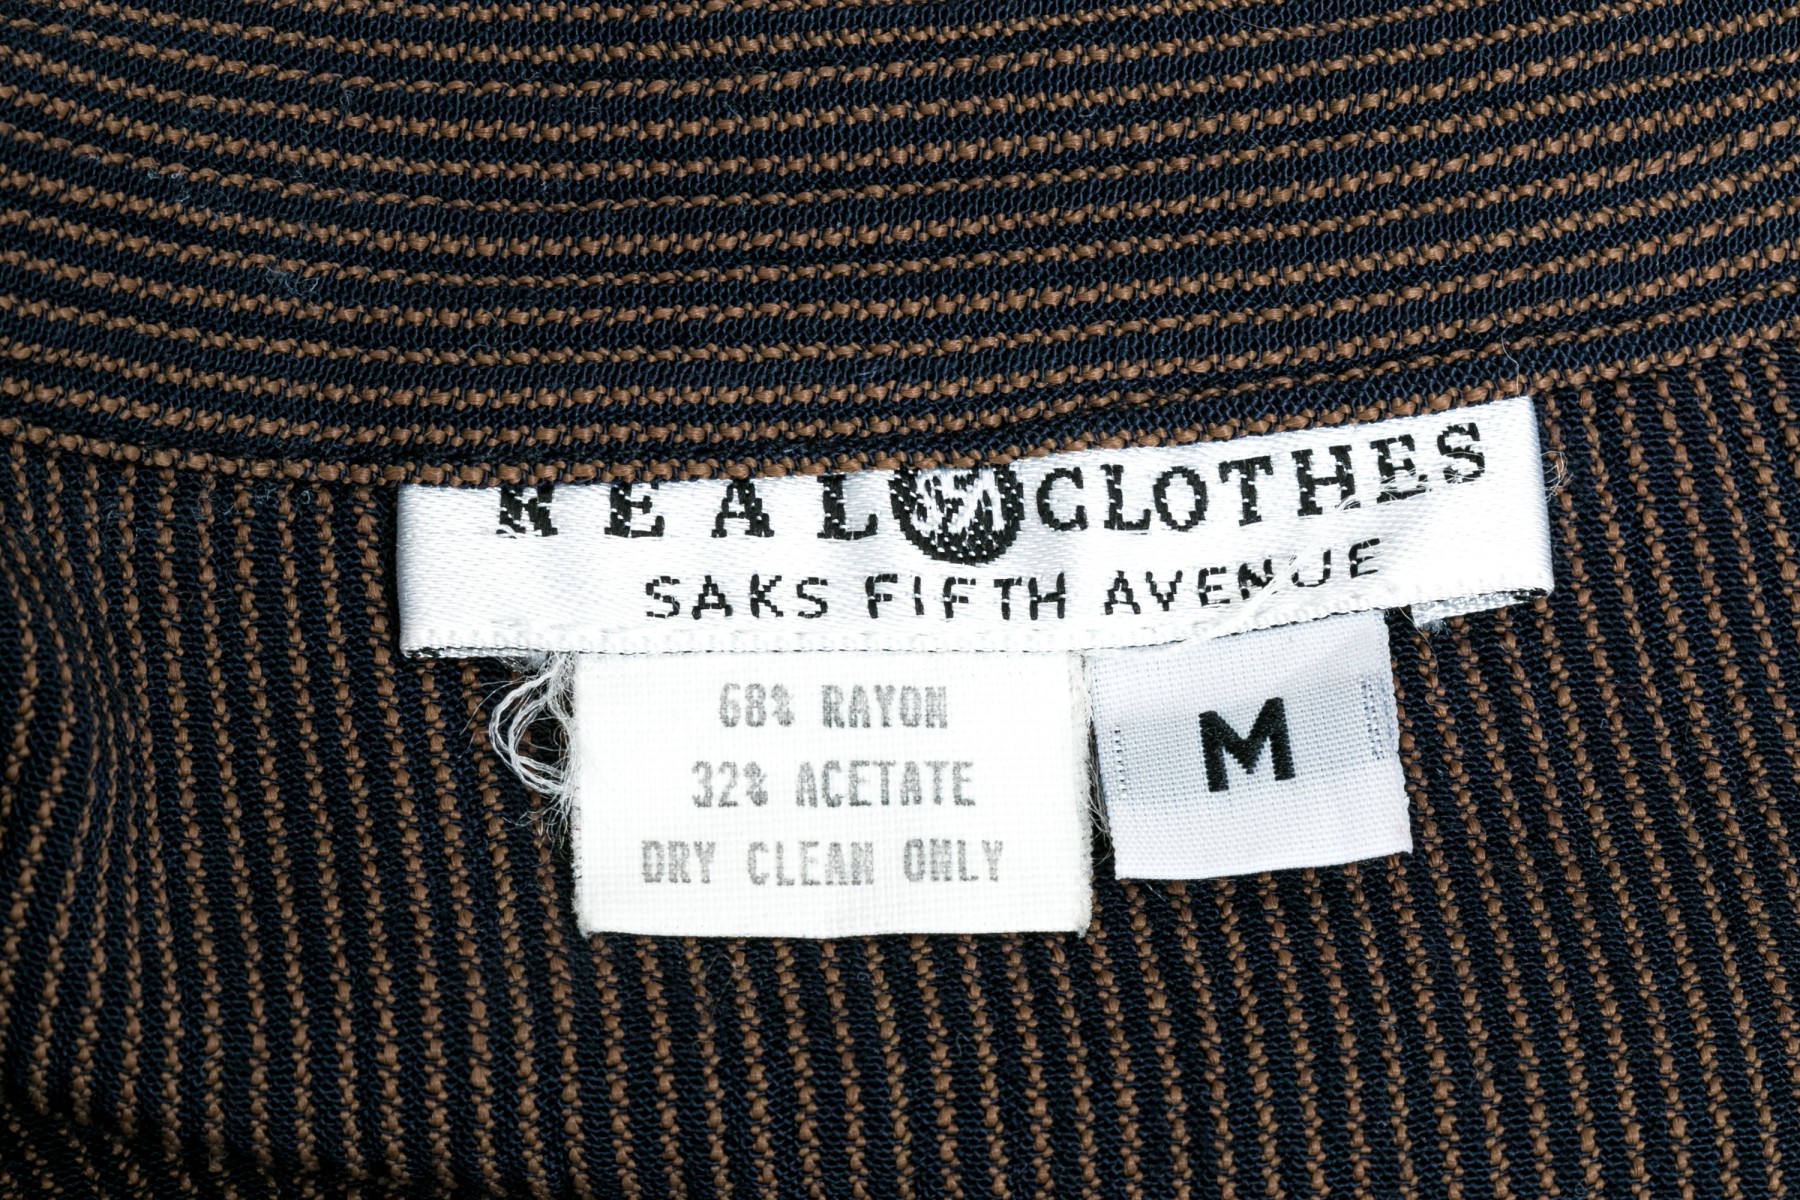 REAL CLOTHES
SAKS FIFTH AVENUE
68% RAYON
32% ACETATE
DRY CLEAN ONLY
M